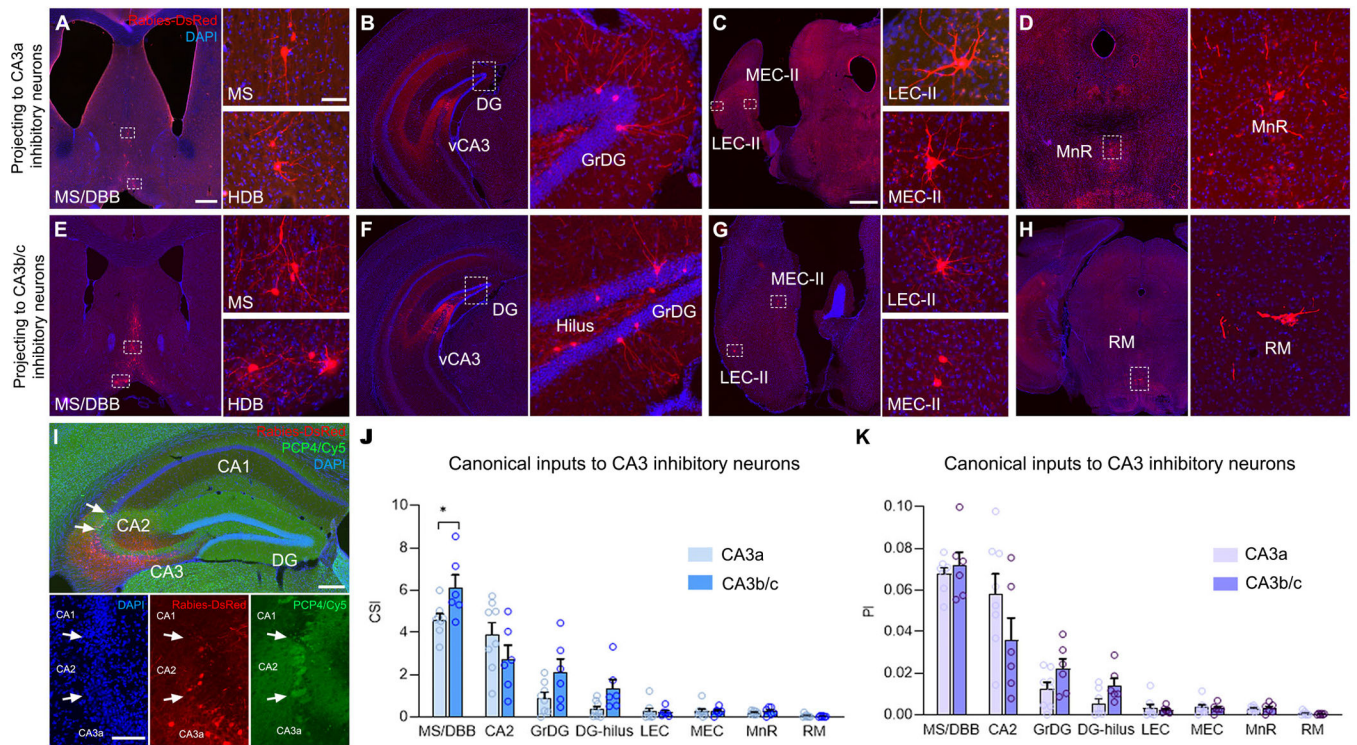 Projecting to CA3a
inhibitory neurons
A
Rabies-DsRed
DAPI
MS
MS/DBB
HDB
B
DG
vCA3
GrDG
C
MEC-II
LEC-II
LEC-II
MEC-II
D
MnR
MnR
Projecting to CA3b/c
inhibitory neurons
E
MS
MS/DBB
HDB
F
DG
vCA3
Hilus
GrDG
G
MEC-II
LEC-II
LEC-II
MEC-II
H
RM
RM
I
Rabies-DsRed
PCP4/Cy5
DAPI
CA1
CA2
DG
CA3
DAPI
CA1
CA2
CA3a
Rabies-DsRed
CA1
CA2
CA3a
PCP4/Cy5
CA1
CA2
CA3a
J
Canonical inputs to CA3 inhibitory neurons
CSI
10
8
6
4
2
0
*
CA3a
CA3b/c
MS/DBB CA2 GrDG DG-hilus LEC MEC MnR RM
K
Canonical inputs to CA3 inhibitory neurons
PI
0.10
0.08
0.06
0.04
0.02
0.00
CA3a
CA3b/c
MS/DBB CA2 GrDG DG-hilus LEC MEC MnR RM